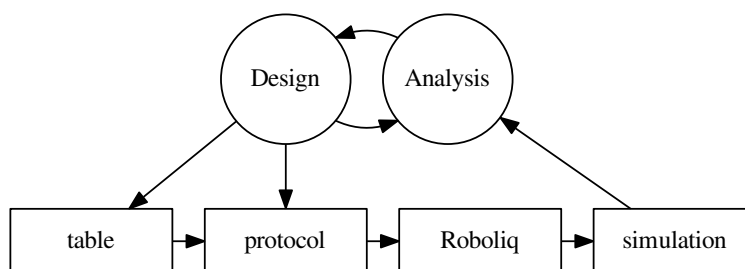 Design
Analysis
table
protocol
Roboliq
simulation